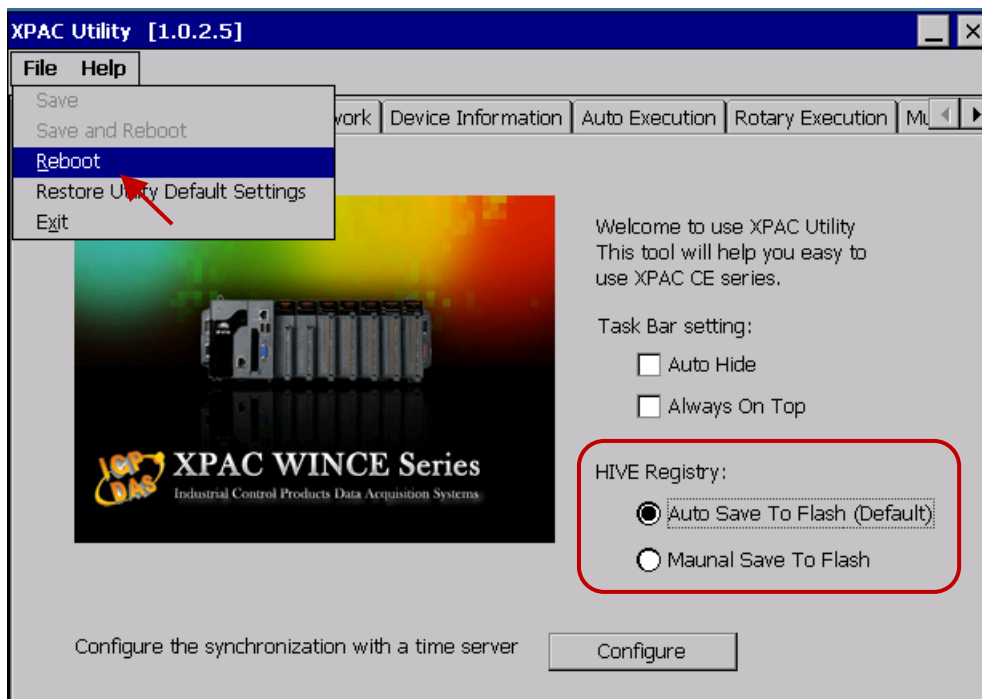 XPAC Utility [1.0.2.5]
File Help
Save
Save and Reboot
Reboot
Restore Utility Default Settings
Exit
Device Information
Auto Execution
Rotary Execution
Welcome to use XPAC Utility
This tool will help you easy to
use XPAC CE series.
Task Bar setting:
Auto Hide
Always On Top
ICP
DAS
XPAC WINCE Series
Industrial Control Products Data Acquisition Systems
HIVE Registry:
Auto Save To Flash (Default)
Maunal Save To Flash
Configure the synchronization with a time server
Configure